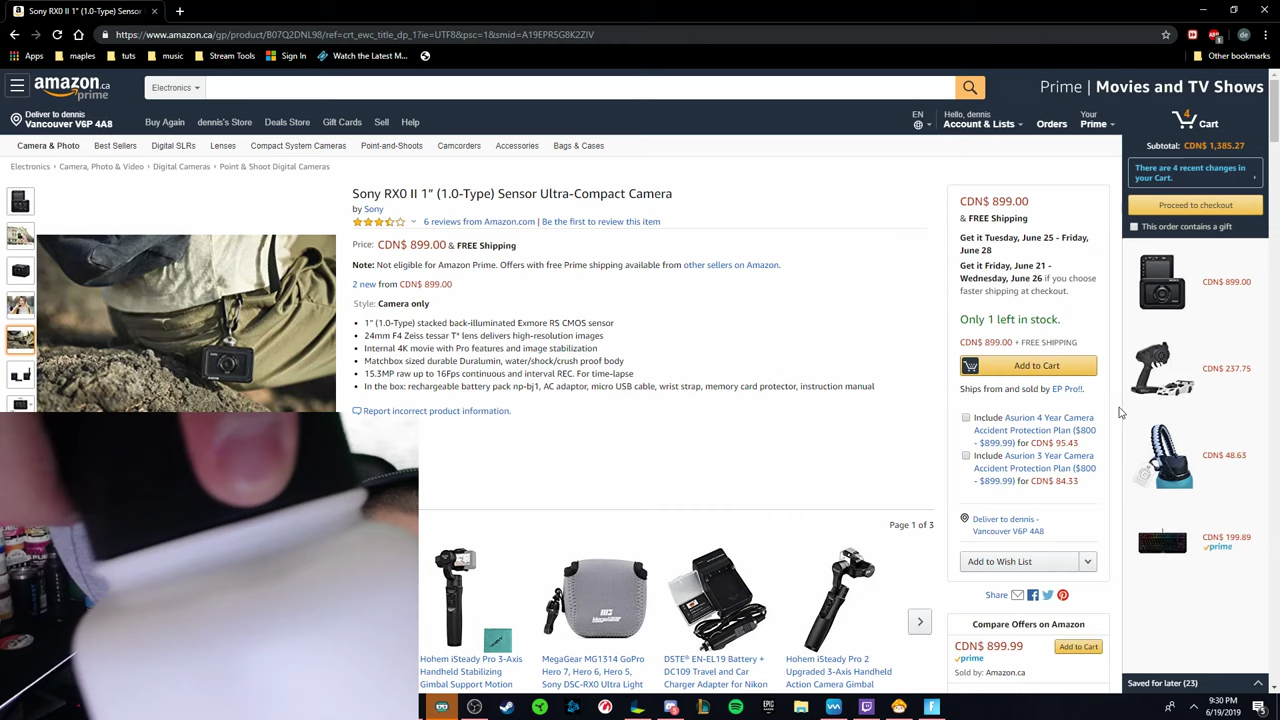 Sony RX0 II 1" (1.0-Type) Sensor
https://www.amazon.ca/gp/product/B07Q2DNL98/ref=crt_ewc_title_dp_1?ie=UTF8&psc=1&smid=A19EPR5G8K2ZIV
Apps maples tuts music Stream Tools Sign In Watch the Latest M... Other bookmarks
amazon.ca
prime
Electronics
Prime | Movies and TV Shows
Deliver to dennis
Vancouver V6P 4A8
Buy Again dennis's Store Deals Store Gift Cards Sell Help
EN
Hello, dennis
Account & Lists
Orders
Your
Prime
4
Cart
Camera & Photo Best Sellers Digital SLRs Lenses Compact System Cameras Point-and-Shoots Camcorders Accessories Bags & Cases
Electronics › Camera, Photo & Video › Digital Cameras › Point & Shoot Digital Cameras
Sony RX0 II 1" (1.0-Type) Sensor Ultra-Compact Camera
by Sony
6 reviews from Amazon.com | Be the first to review this item
Price: CDN$ 899.00 & FREE Shipping
Note: Not eligible for Amazon Prime. Offers with free Prime shipping available from other sellers on Amazon.
2 new from CDN$ 899.00
Style: Camera only
• 1" (1.0-Type) stacked back-illuminated Exmore RS CMOS sensor
• 24mm F4 Zeiss tessar T* lens delivers high-resolution images
• Internal 4K movie with Pro features and image stabilization
• Matchbox sized durable Duralumin, water/shock/crush proof body
• 15.3MP raw up to 16Fps continuous and interval REC. For time-lapse
• In the box: rechargeable battery pack np-bj1, AC adaptor, micro USB cable, wrist strap, memory card protector, instruction manual
Report incorrect product information.
CDN$ 899.00
& FREE Shipping
Get it Tuesday, June 25 - Friday,
June 28
Get it Friday, June 21 -
Wednesday, June 26 if you choose
faster shipping at checkout.
Only 1 left in stock.
CDN$ 899.00 + FREE SHIPPING
Add to Cart
Ships from and sold by EP Pro!!.
Include Asurion 4 Year Camera
Accident Protection Plan ($800
- $899.99) for CDN$ 95.43
Include Asurion 3 Year Camera
Accident Protection Plan ($800
- $899.99) for CDN$ 84.33
Deliver to dennis -
Vancouver V6P 4A8
Add to Wish List
Share
Compare Offers on Amazon
CDN$ 899.99
prime
Add to Cart
Sold by: Amazon.ca
Subtotal: CDN$ 1,385.27
There are 4 recent changes in
your Cart.
Proceed to checkout
This order contains a gift
CDN$ 899.00
CDN$ 237.75
CDN$ 48.63
CDN$ 199.89
prime
Saved for later (23)
Page 1 of 3
Hohem iSteady Pro 3-Axis
Handheld Stabilizing
Gimbal Support Motion
MegaGear MG1314 GoPro
Hero 7, Hero 6, Hero 5,
Sony DSC-RX0 Ultra Light
DSTE® EN-EL19 Battery +
DC109 Travel and Car
Charger Adapter for Nikon
Hohem iSteady Pro 2
Upgraded 3-Axis Handheld
Action Camera Gimbal
9:30 PM
6/19/2019